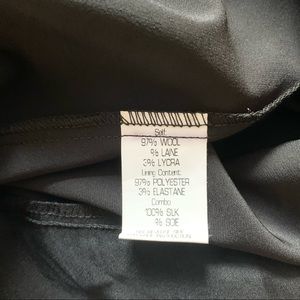 Self:
97% WOOL
% LAINE
3% LYCRA
Lining Content:
97% POLYESTER
3% ELASTANE
Combo
100% SILK
% SOIE